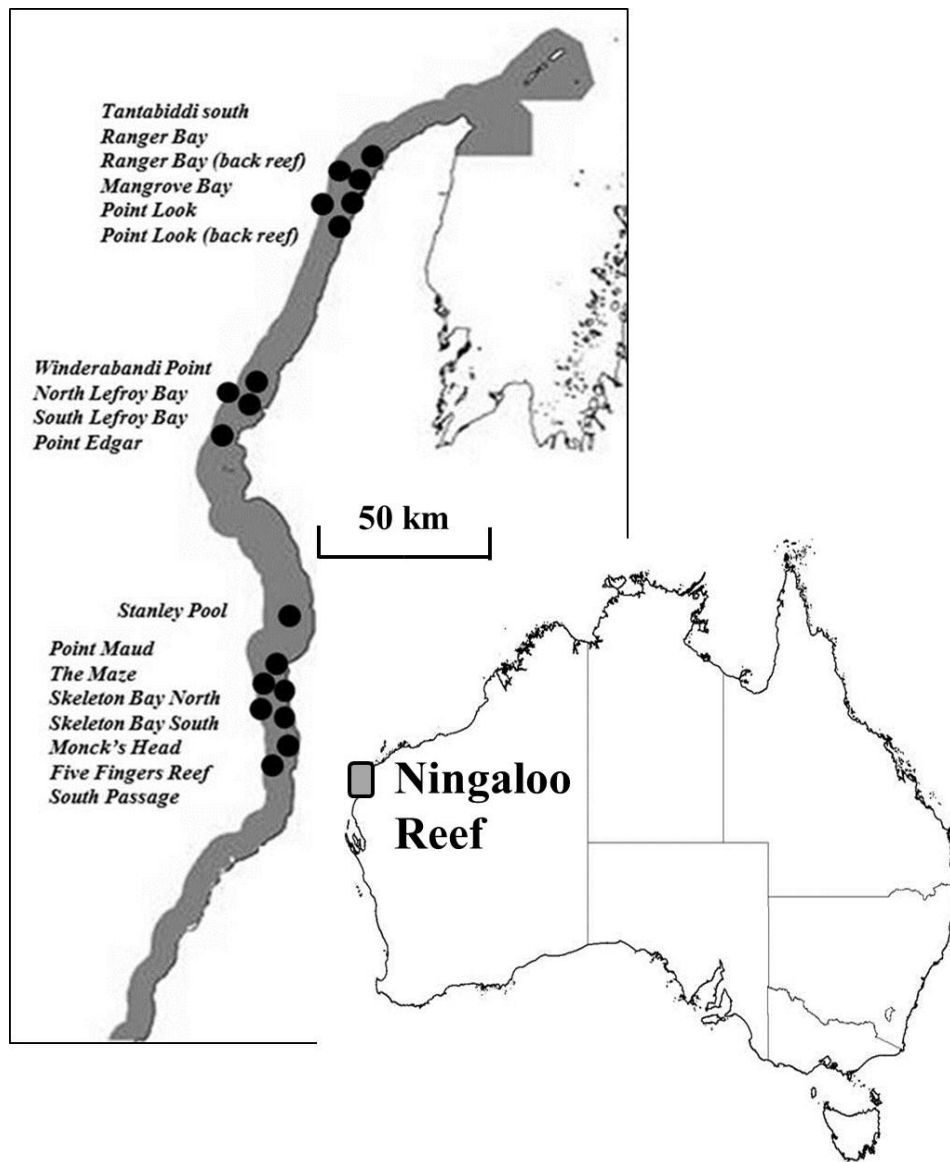 Tantabiddi south
Ranger Bay
Ranger Bay (back reef)
Mangrove Bay
Point Look
Point Look (back reef)
Winderabandi Point
North Lefroy Bay
South Lefroy Bay
Point Edgar
50 km
Stanley Pool
Point Maud
The Maze
Skeleton Bay North
Skeleton Bay South
Monck's Head
Five Fingers Reef
South Passage
Ningaloo
Reef